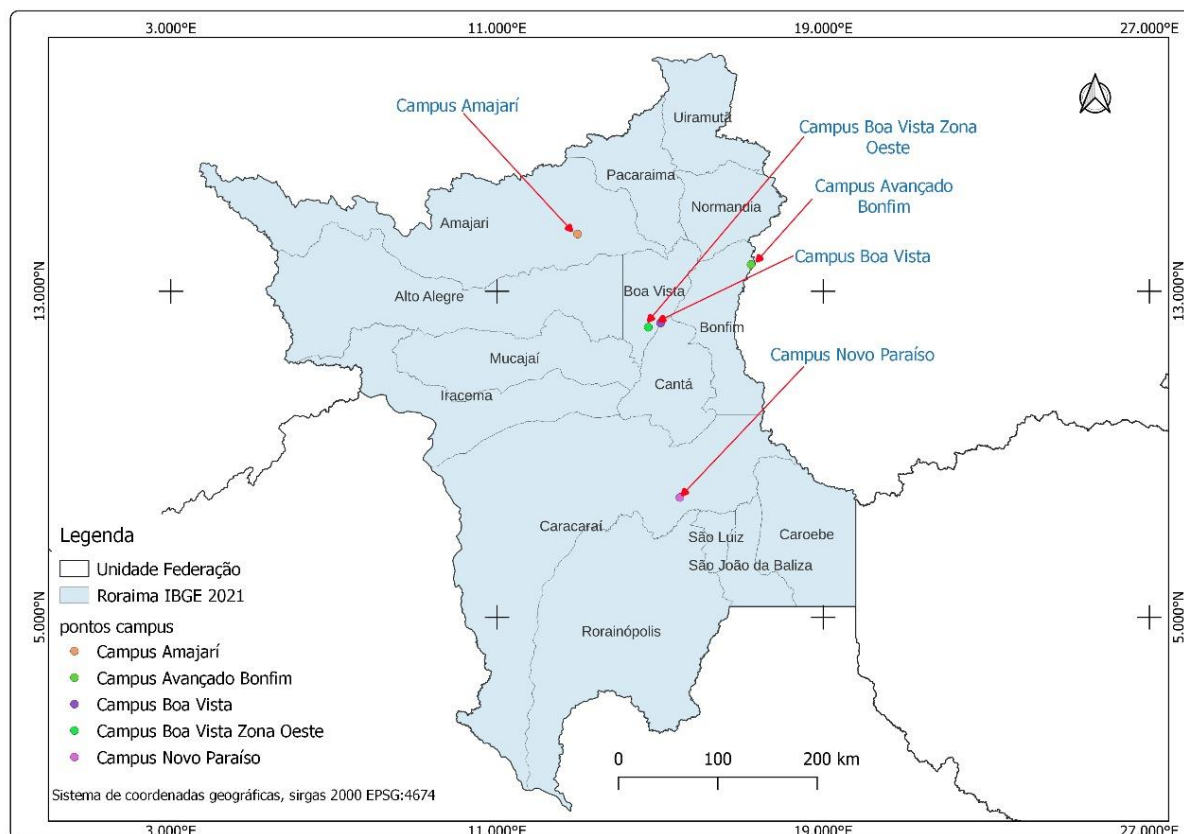 3.000°E 11.000°E 19.000°E 27.000°E
Campus Amajarí
Uiramutã
Campus Boa Vista Zona
Oeste
Pacaraima
Campus Avançado
Bonfim
Normandia
Amajari
Campus Boa Vista
13.000°N 13.000°N
Alto Alegre
Boa Vista
Bonfim
Mucajaí
Campus Novo Paraíso
Cantá
Iracema
Caracaraí
São Luiz
Caroebe
São João da Baliza
Rorainópolis
5.000°N 5.000°N
Legenda
Unidade Federação
Roraima IBGE 2021
pontos campus
Campus Amajarí
Campus Avançado Bonfim
Campus Boa Vista
Campus Boa Vista Zona Oeste
Campus Novo Paraíso
0 100 200 km
Sistema de coordenadas geográficas, sirgas 2000 EPSG:4674
3.000°E 11.000°E 19.000°E 27.000°E